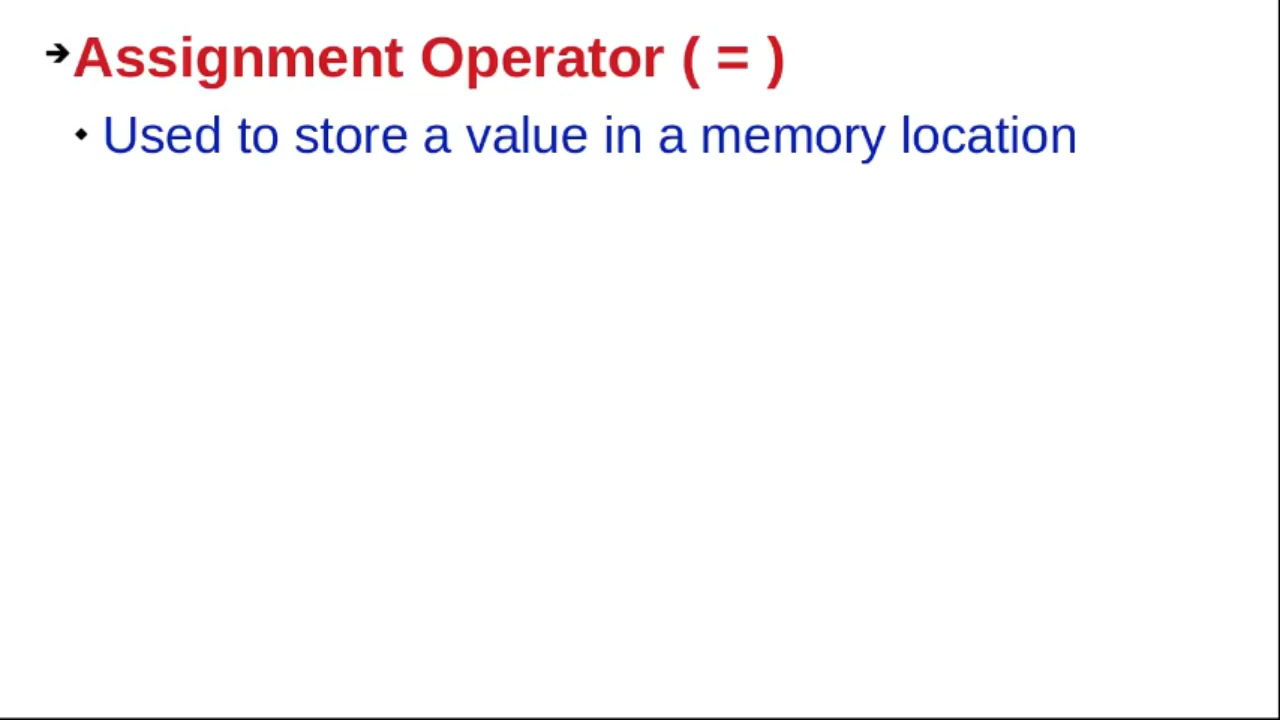 ➔Assignment Operator ( = )
◆ Used to store a value in a memory location